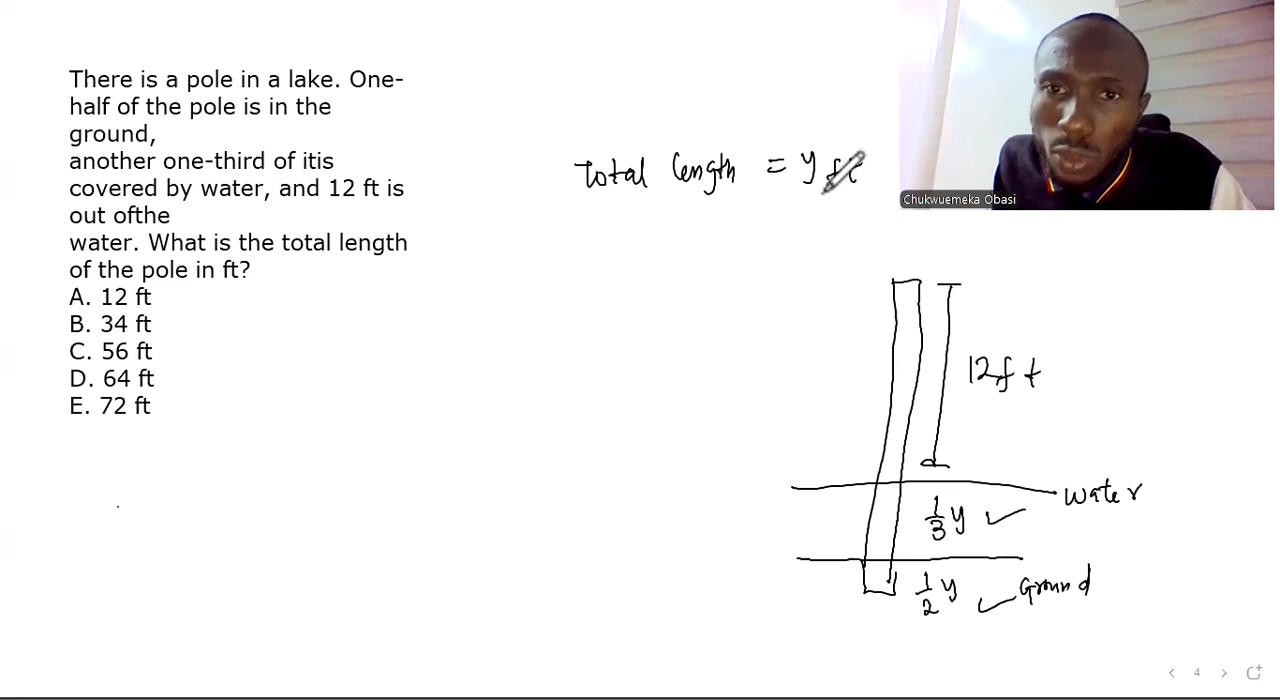 There is a pole in a lake. One-
half of the pole is in the
ground,
another one-third of itis
covered by water, and 12 ft is
out ofthe
water. What is the total length
of the pole in ft?
A. 12 ft
B. 34 ft
C. 56 ft
D. 64 ft
E. 72 ft
Total length = y ft
Chukwuemeka Obasi
12ft
water
1/3 y
1/2 y Ground
4